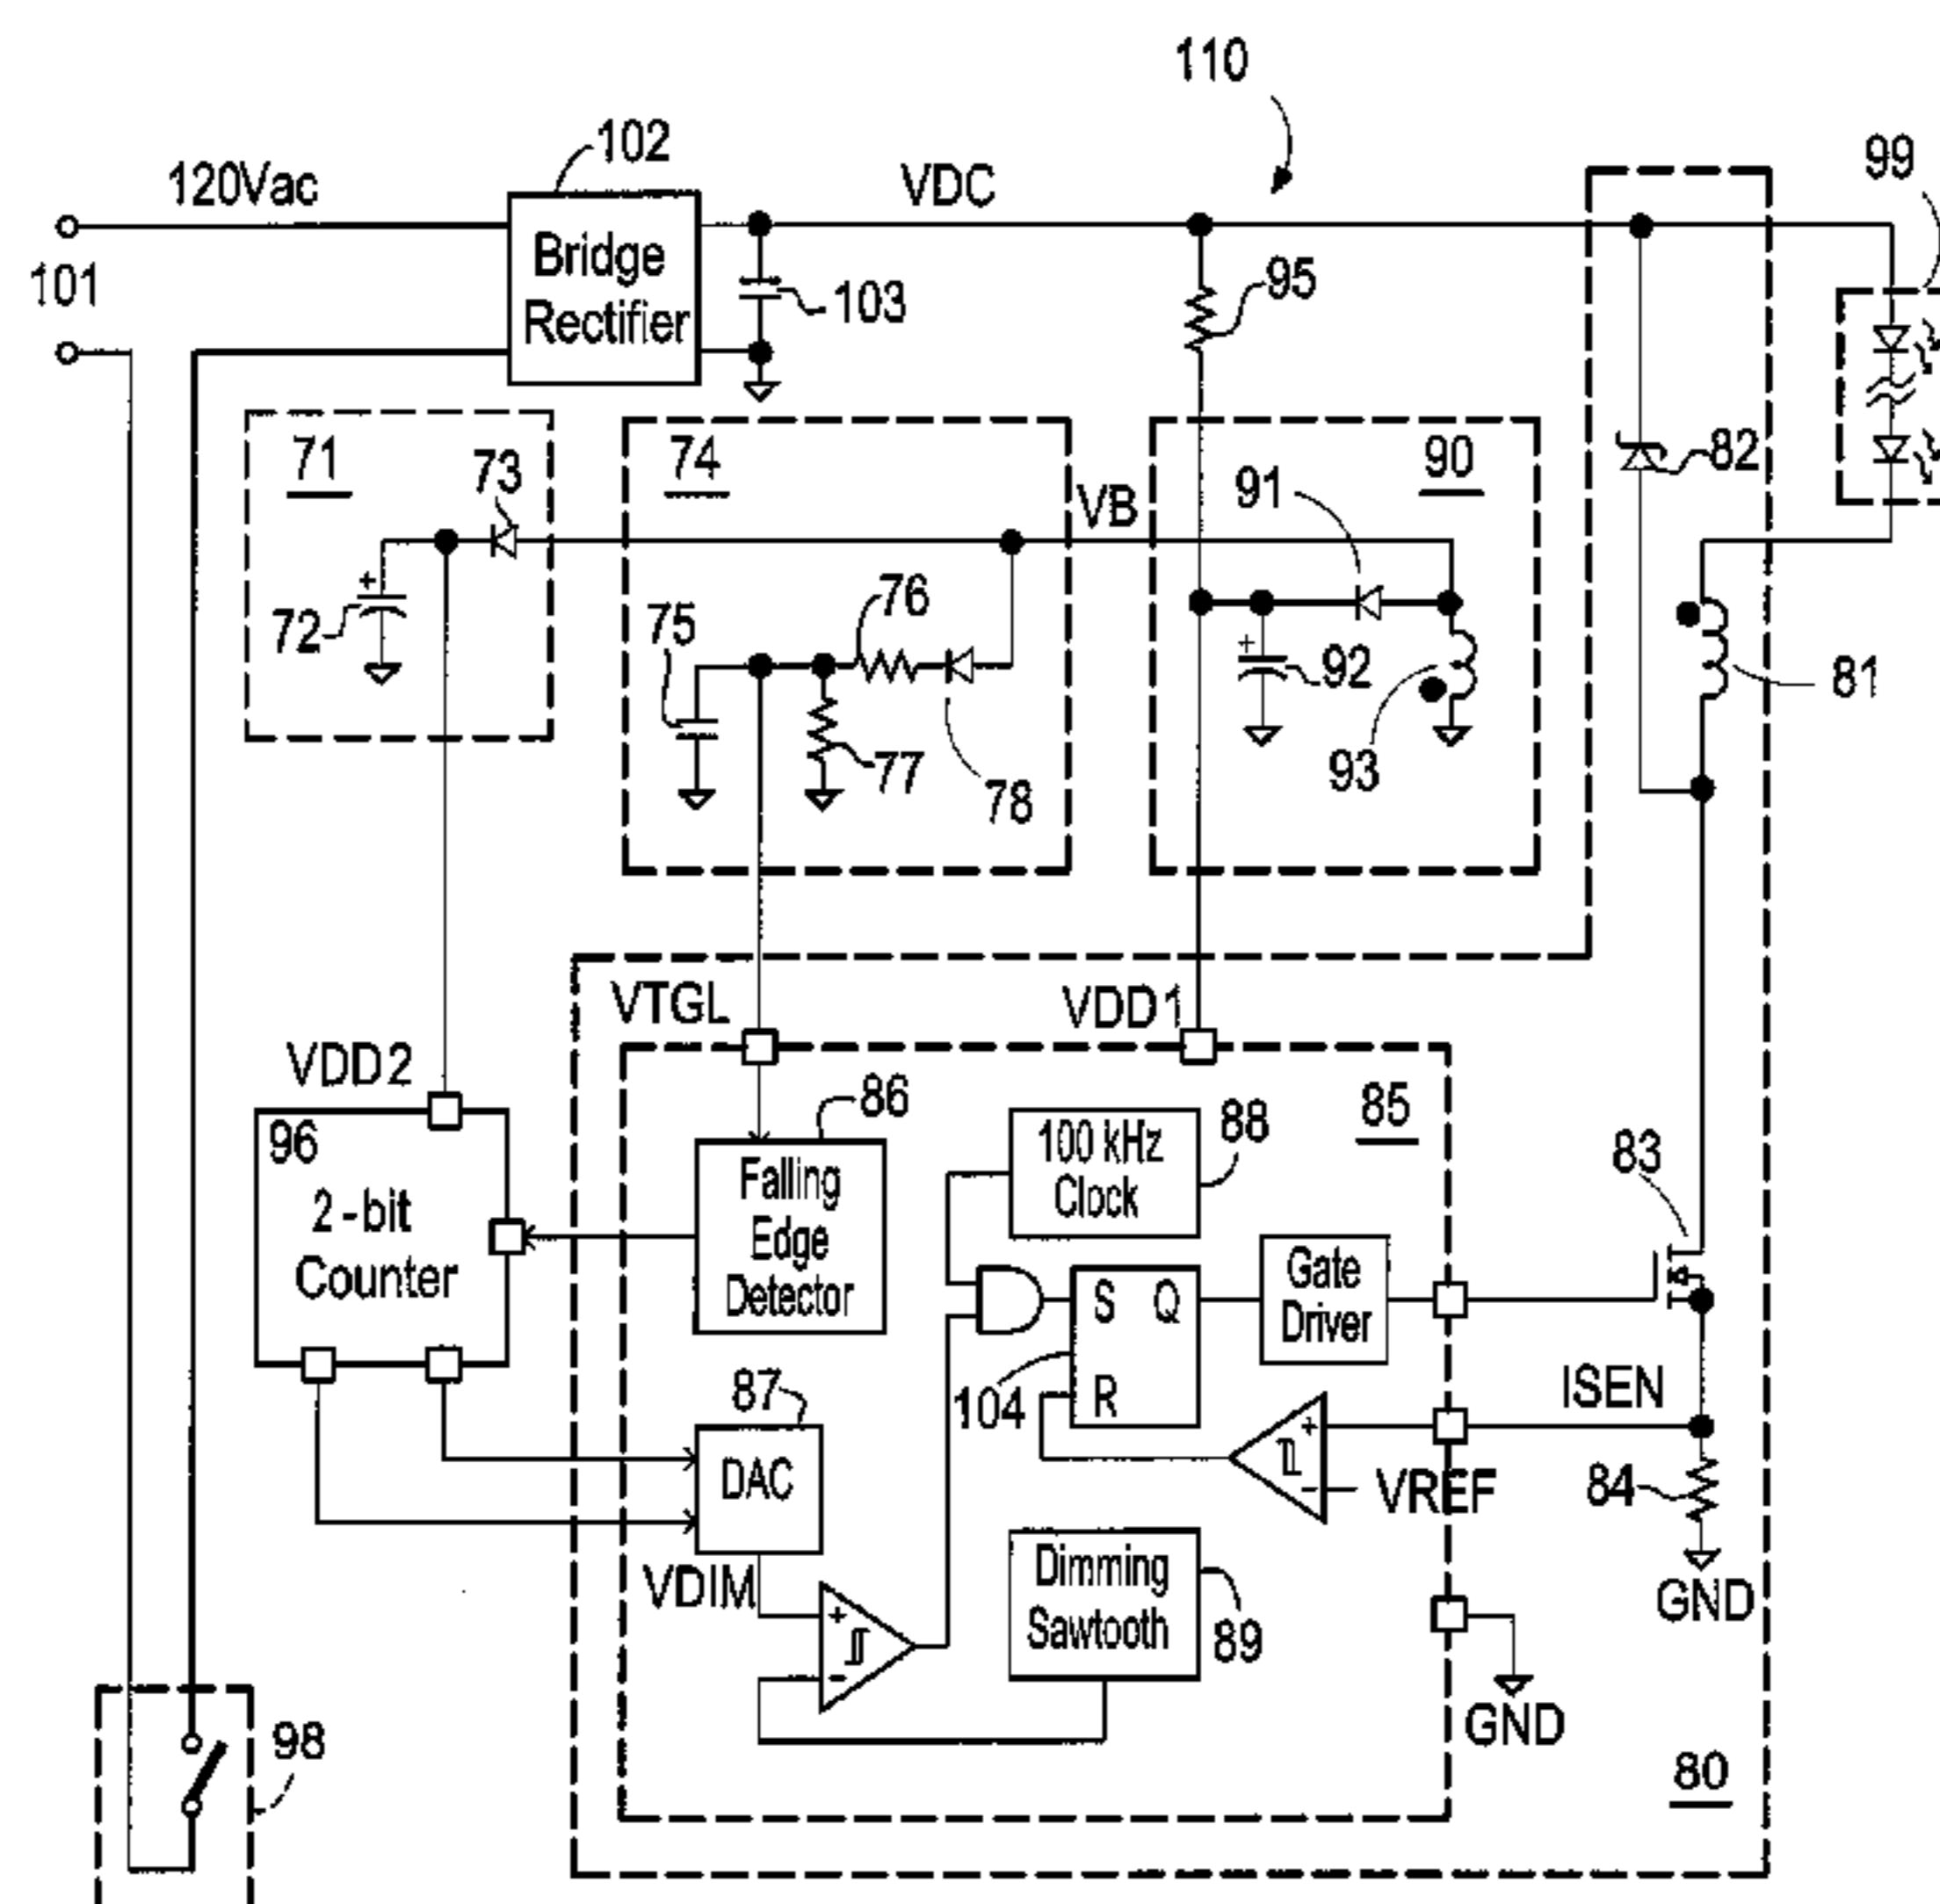 110
102
99
120Vac
VDC
101
Bridge
Rectifier
103
95
71
73
74
VB
91
90
82
72
75
76
92
81
77
78
93
VTGL
VDD1
VDD2
86
88
85
96
2-bit
Counter
Falling
Edge
Detector
100 kHz
Clock
83
Gate
Driver
S Q
R
104
87
DAC
ISEN
+
-
VREF
84
GND
VDIM
+
-
Dimming
Sawtooth
89
GND
98
80